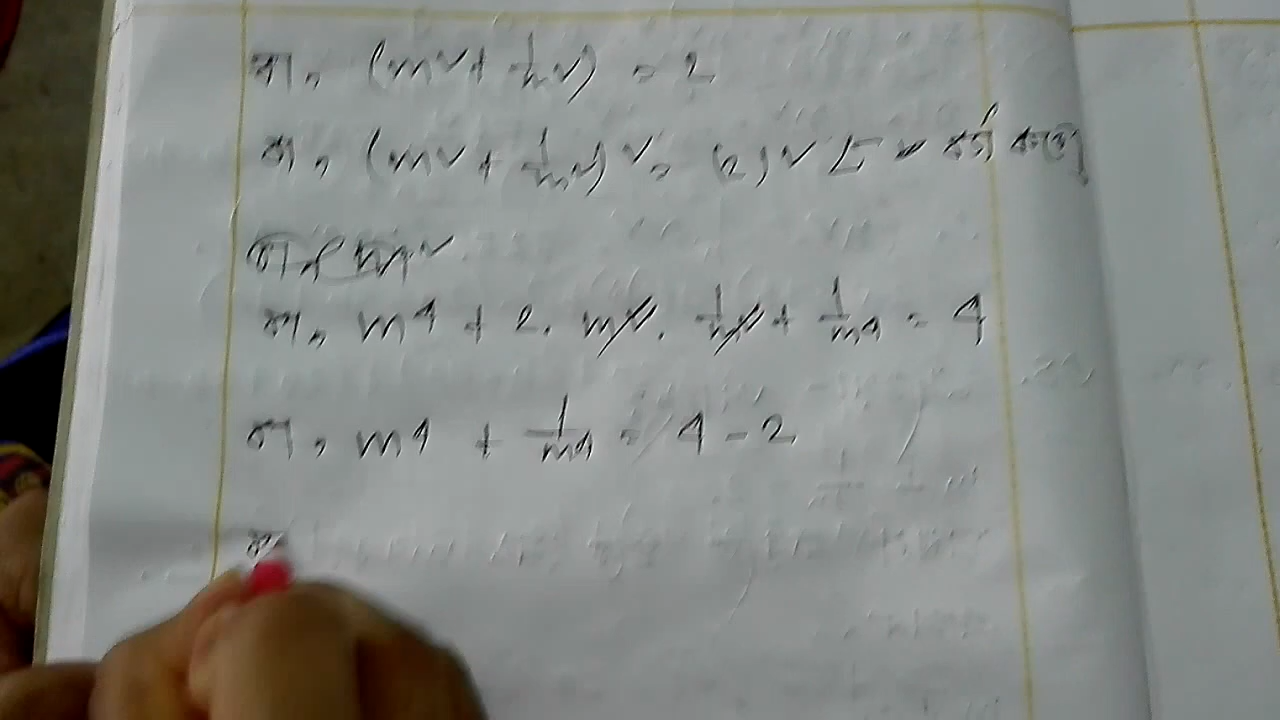 বা, (m² + 1/m²) = 2
বা, (m² + 1/m²)² = (2)² [ বর্গ করে]
বা, m⁴ + 2. m². 1/m² + 1/m⁴ = 4
বা, m⁴ + 1/m⁴ = 4 - 2
বা